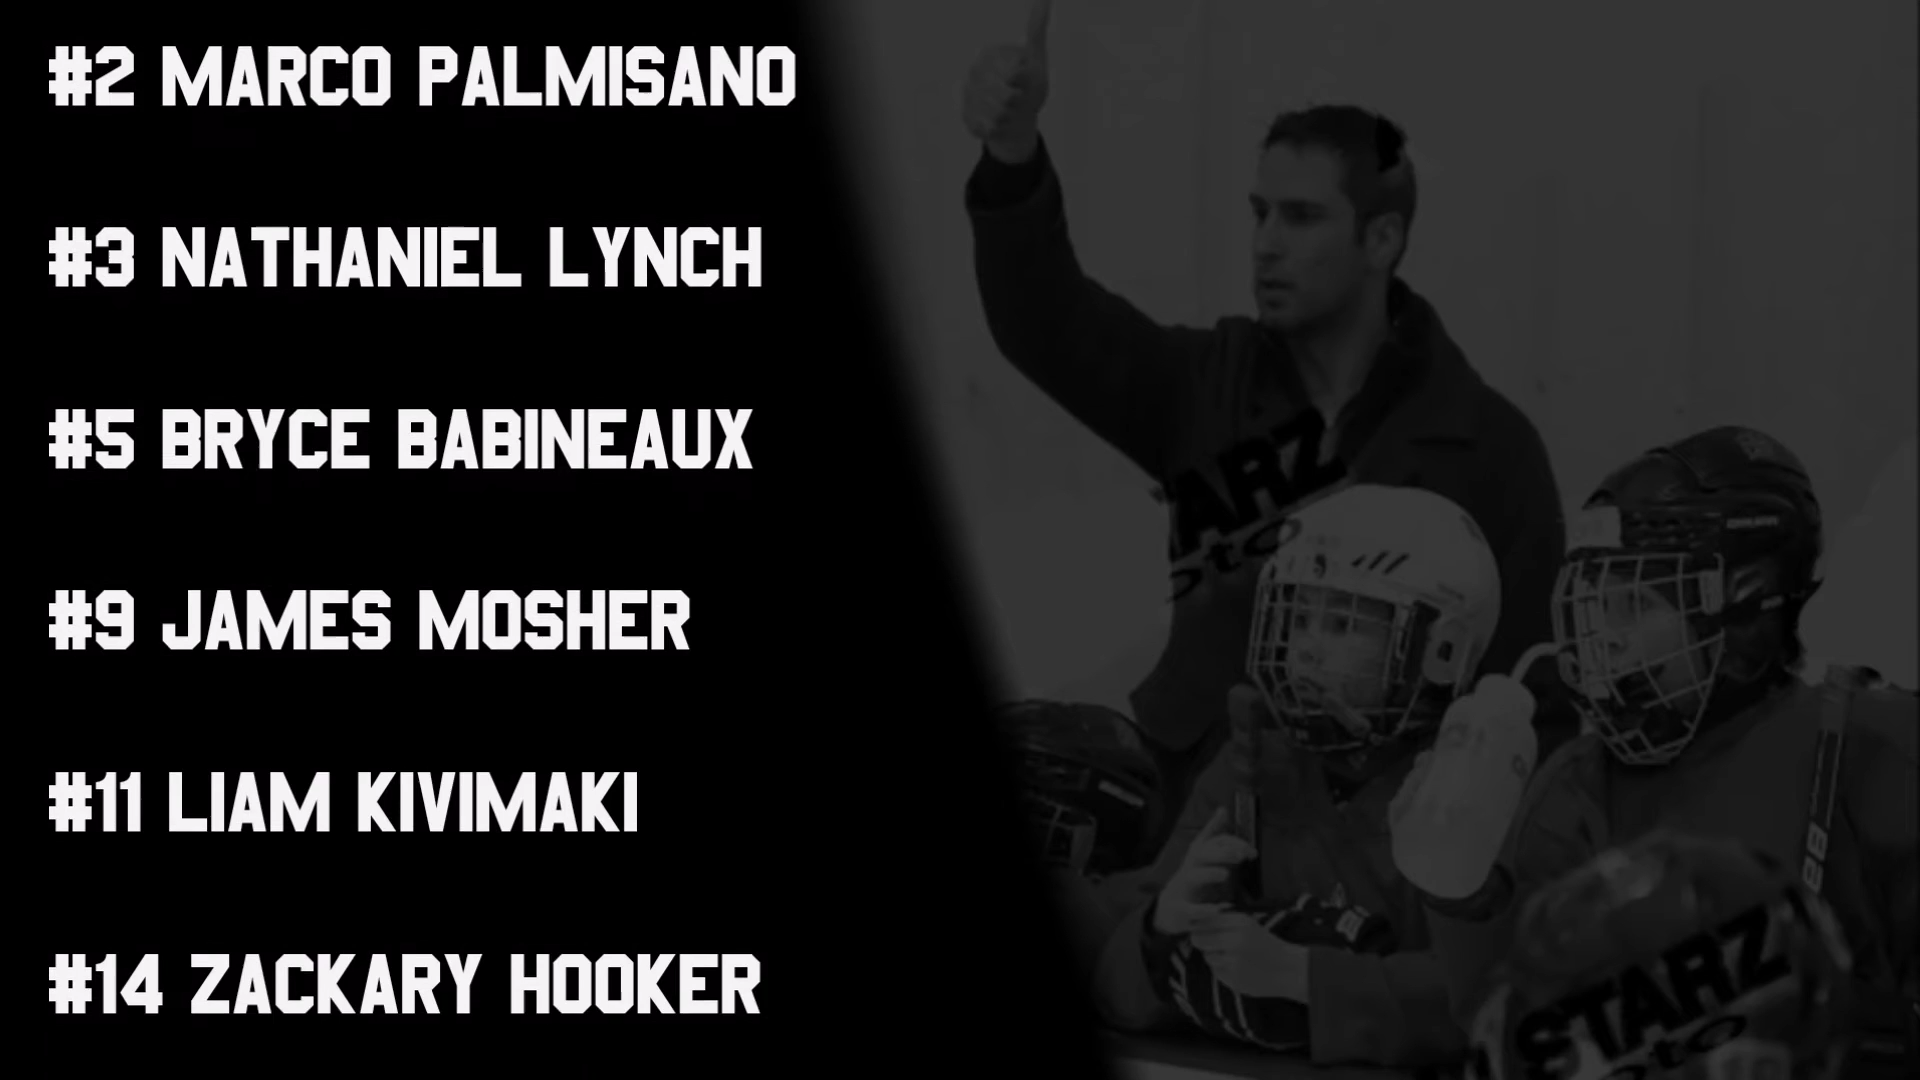 #2 MARCO PALMISANO
#3 NATHANIEL LYNCH
#5 BRYCE BABINEAUX
#9 JAMES MOSHER
#11 LIAM KIVIMAKI
#14 ZACKARY HOOKER
STARZ